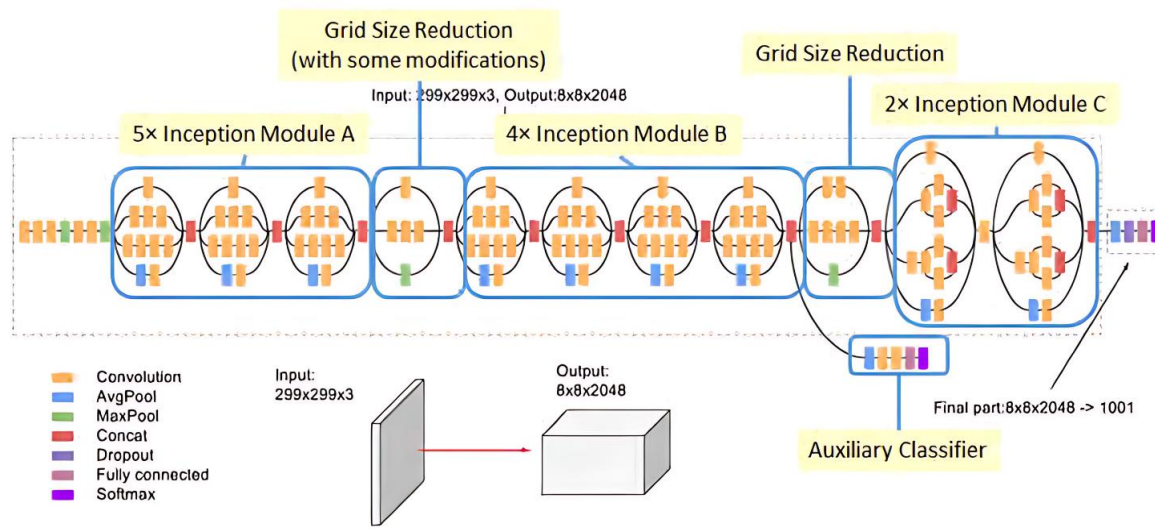 Grid Size Reduction
(with some modifications)
Grid Size Reduction
Input: 299x299x3, Output:8x8x2048
5× Inception Module A
4× Inception Module B
2× Inception Module C
Convolution
AvgPool
MaxPool
Concat
Dropout
Fully connected
Softmax
Input:
299x299x3
Output:
8x8x2048
Final part:8x8x2048 -> 1001
Auxiliary Classifier